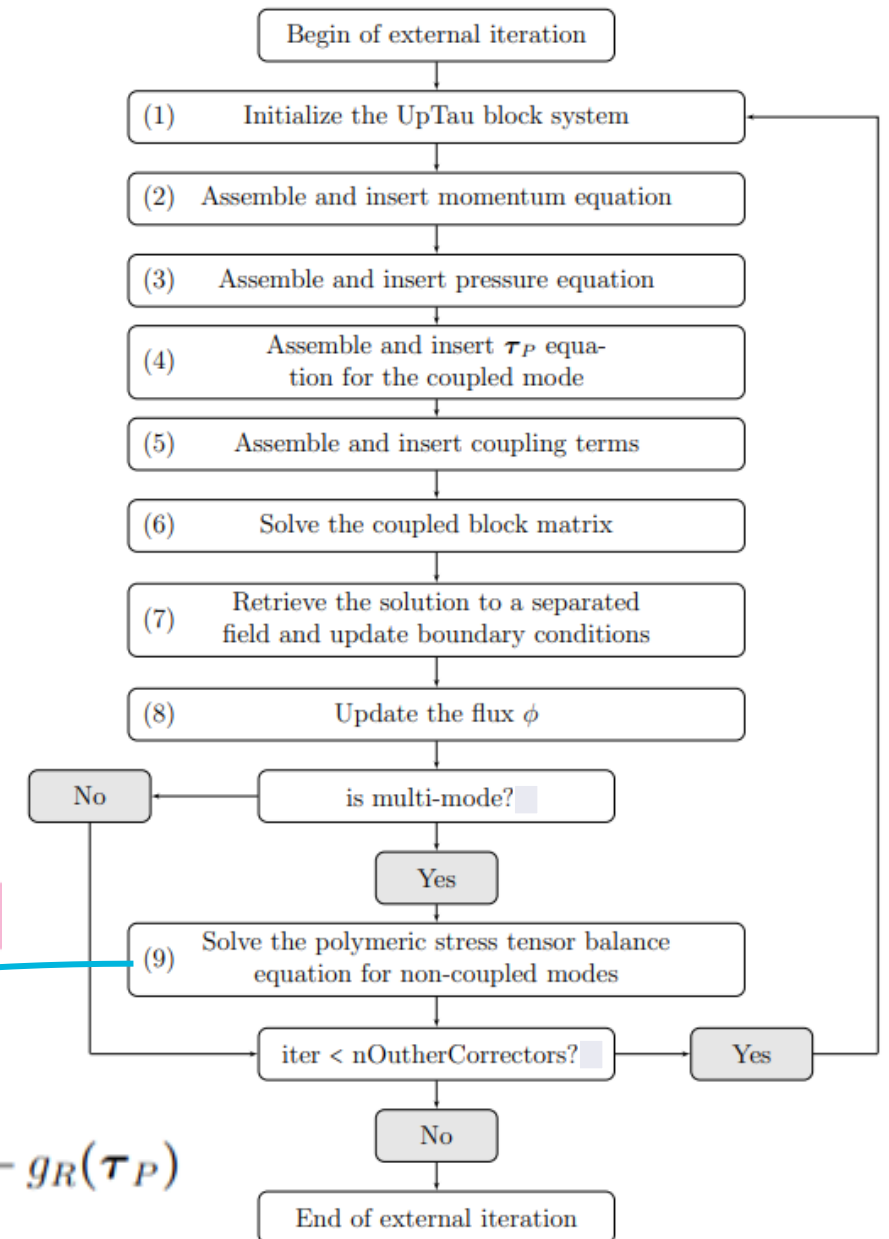 Begin of external iteration
(1) Initialize the UpTau block system
(2) Assemble and insert momentum equation
(3) Assemble and insert pressure equation
(4) Assemble and insert τ_P equa-
tion for the coupled mode
(5) Assemble and insert coupling terms
(6) Solve the coupled block matrix
(7) Retrieve the solution to a separated
field and update boundary conditions
(8) Update the flux ϕ
No
is multi-mode?
Yes
(9) Solve the polymeric stress tensor balance
equation for non-coupled modes
iter < nOutherCorrectors?
Yes
No
g_R(τ_P)
End of external iteration